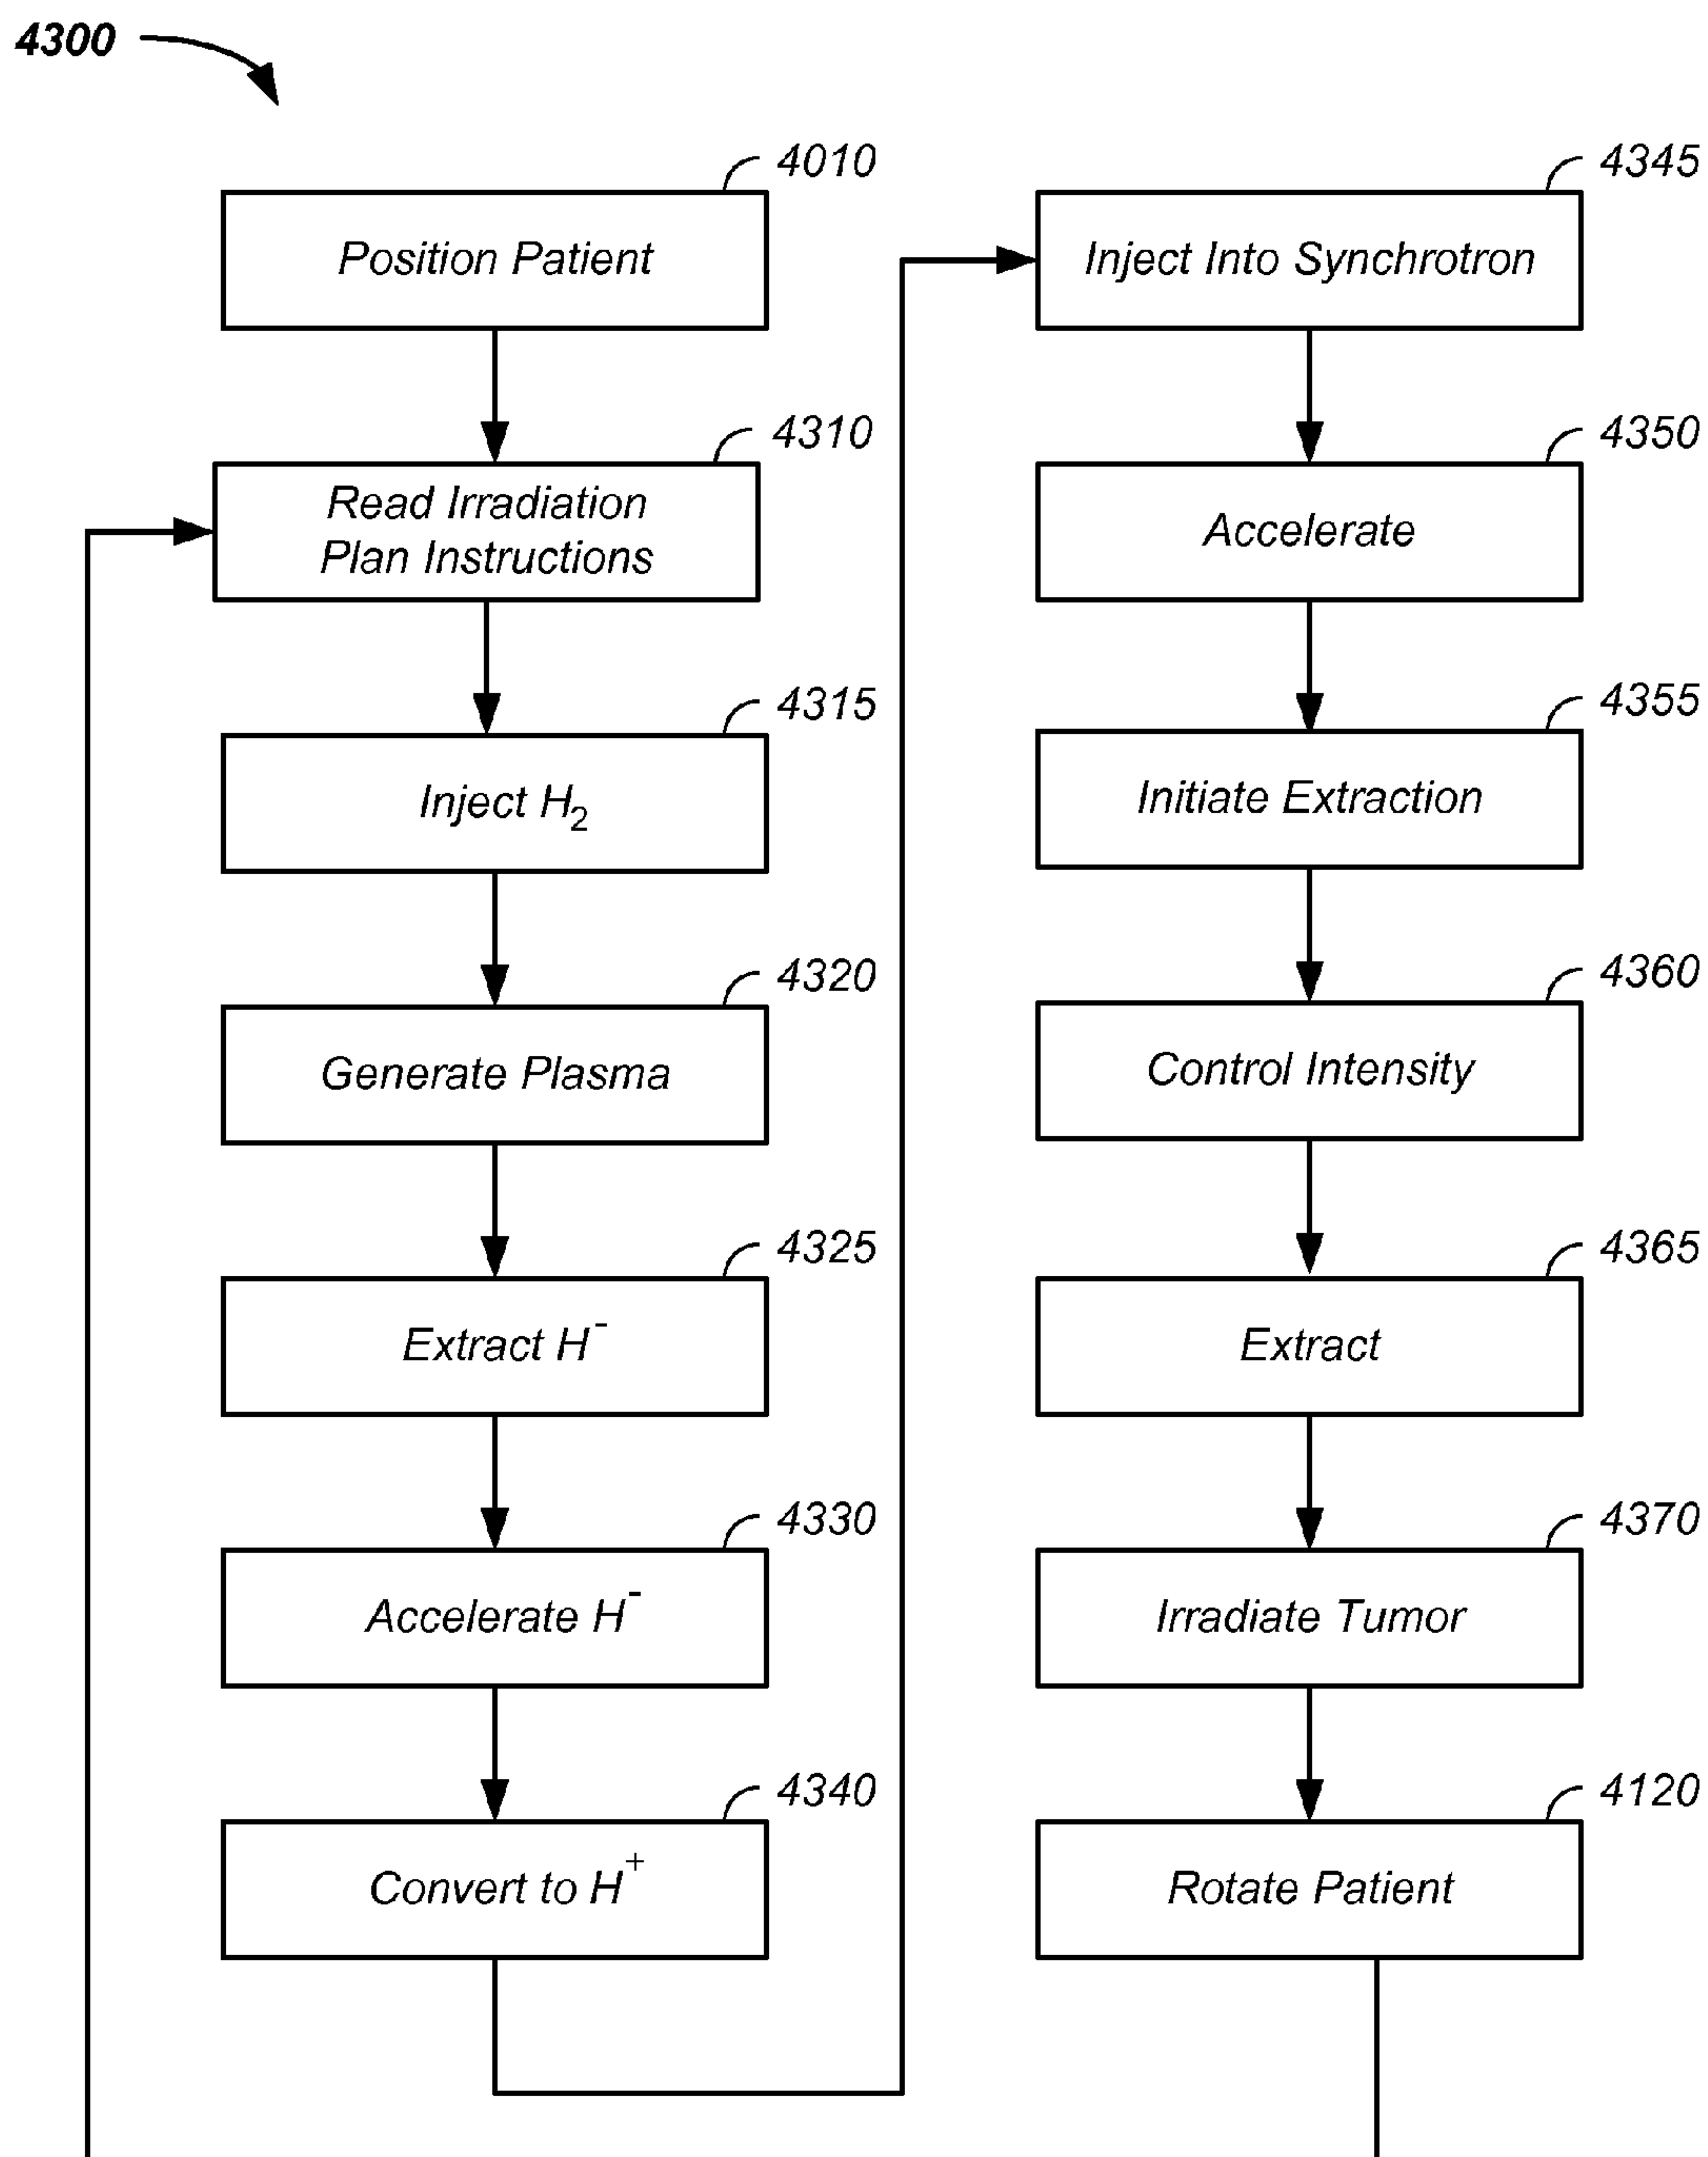 4300
4010
Position Patient
4310
Read Irradiation
Plan Instructions
4315
Inject H₂
4320
Generate Plasma
4325
Extract H⁻
4330
Accelerate H⁻
4340
Convert to H⁺
4345
Inject Into Synchrotron
4350
Accelerate
4355
Initiate Extraction
4360
Control Intensity
4365
Extract
4370
Irradiate Tumor
4120
Rotate Patient